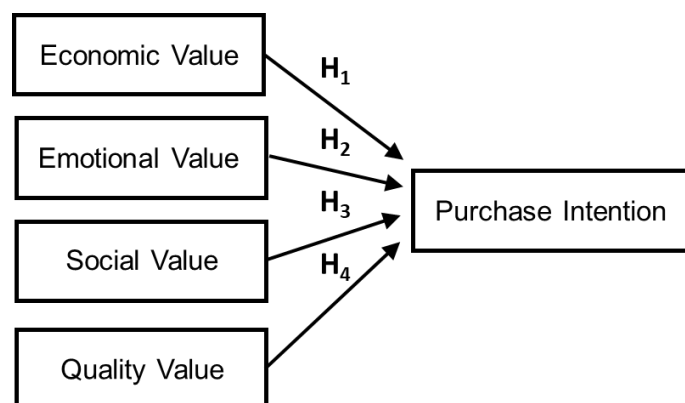 Economic Value
H₁
Emotional Value
H₂
Purchase Intention
H₃
Social Value
H₄
Quality Value